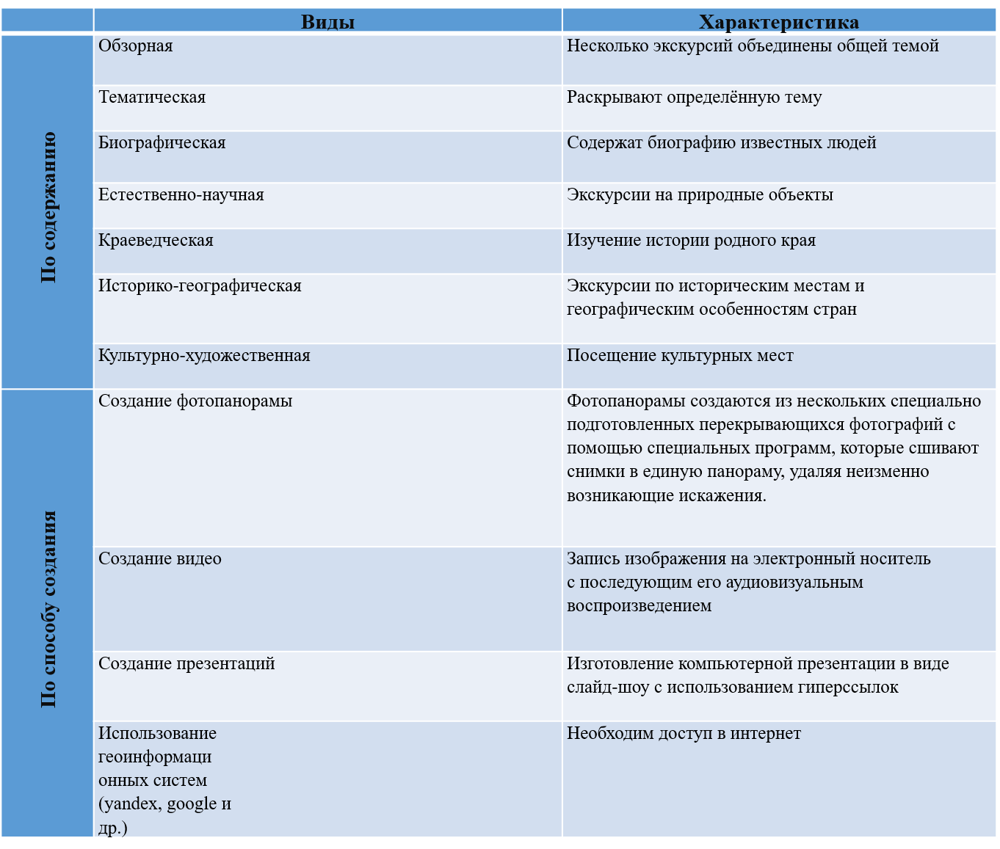 Виды
Характеристика
По содержанию
Обзорная
Несколько экскурсий объединены общей темой
Тематическая
Раскрывают определённую тему
Биографическая
Содержат биографию известных людей
Естественно-научная
Экскурсии на природные объекты
Краеведческая
Изучение истории родного края
Историко-географическая
Экскурсии по историческим местам и
географическим особенностям стран
Культурно-художественная
Посещение культурных мест
По способу создания
Создание фотопанорамы
Фотопанорамы создаются из нескольких специально
подготовленных перекрывающихся фотографий с
помощью специальных программ, которые сшивают
снимки в единую панораму, удаляя неизменно
возникающие искажения.
Создание видео
Запись изображения на электронный носитель
с последующим его аудиовизуальным
воспроизведением
Создание презентаций
Изготовление компьютерной презентации в виде
слайд-шоу с использованием гиперссылок
Использование
геоинформаци
онных систем
(yandex, google и
др.)
Необходим доступ в интернет